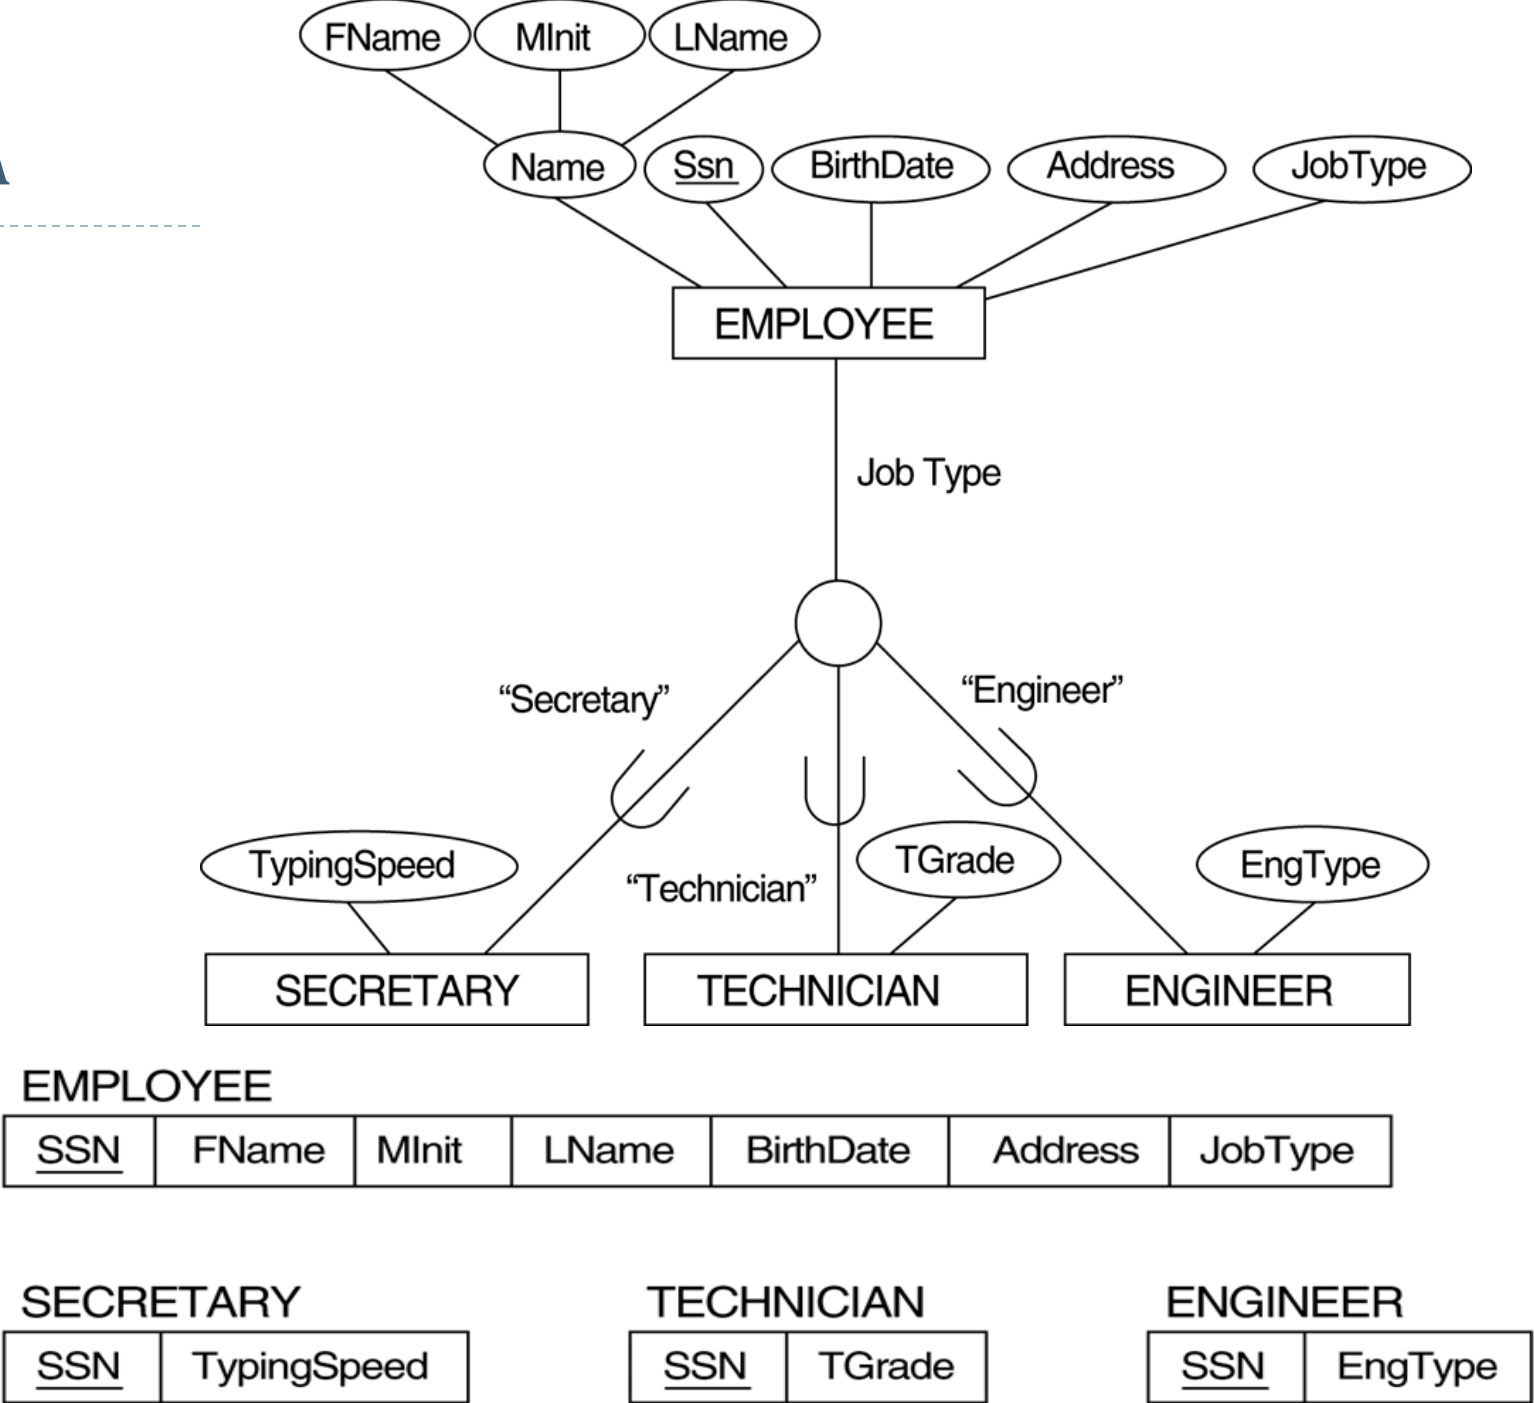 FName MInit LName
Name Ssn BirthDate Address JobType
EMPLOYEE
Job Type
“Secretary” “Engineer”
TypingSpeed “Technician” TGrade EngType
SECRETARY TECHNICIAN ENGINEER
EMPLOYEE
SSN FName MInit LName BirthDate Address JobType
SECRETARY TECHNICIAN ENGINEER
SSN TypingSpeed SSN TGrade SSN EngType